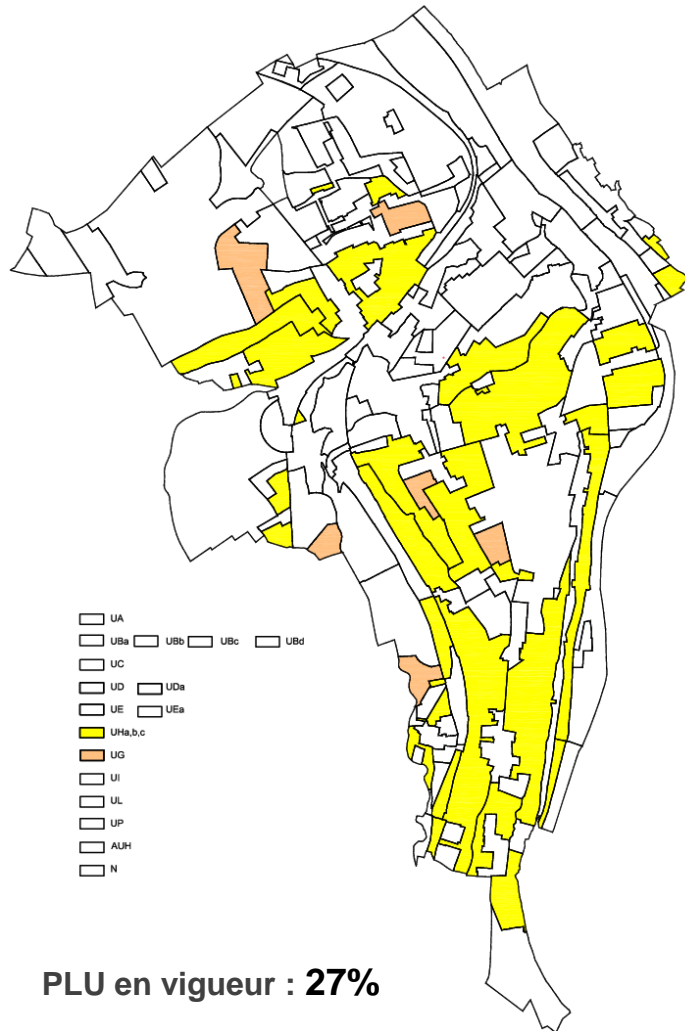 UA
UBa UBb UBc UBd
UC
UD UDa
UE UEa
UHa,b,c
UG
UI
UL
UP
AUH
N
PLU en vigueur : 27%